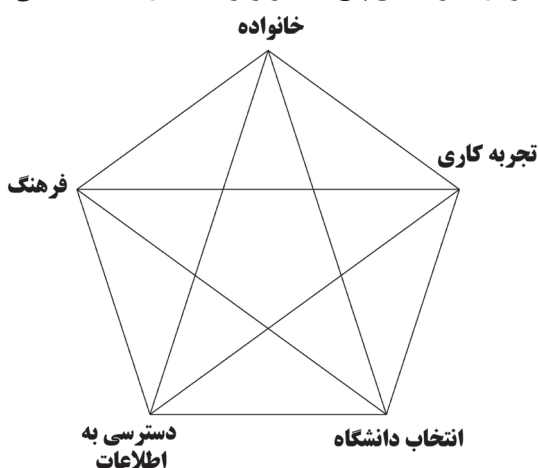 خانواده
تجربه کاری
فرهنگ
انتخاب دانشگاه
دسترسی به
اطلاعات